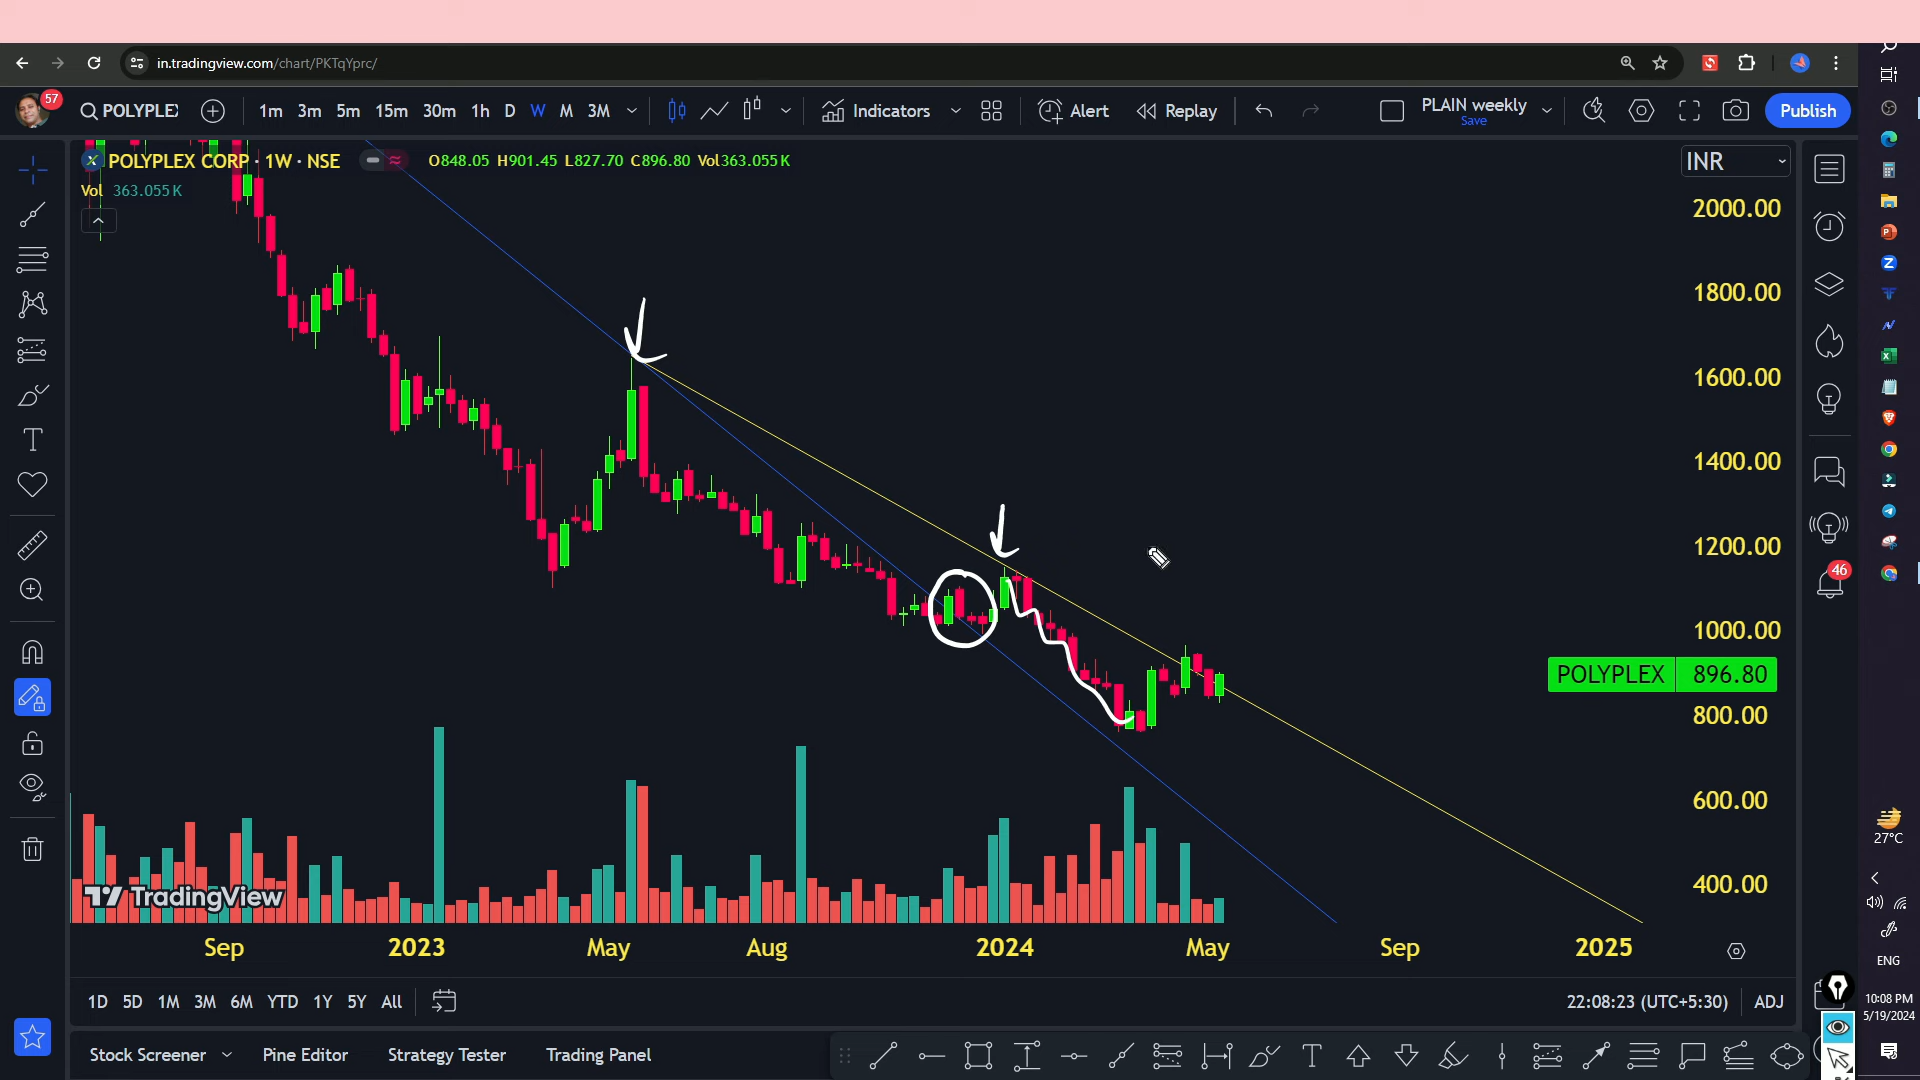 in.tradingview.com/chart/PKTqYprc/
57 POLYPLEX 1m 3m 5m 15m 30m 1h D W M 3M Indicators Alert Replay PLAIN weekly Save Publish
POLYPLEX CORP · 1W · NSE O848.05 H901.45 L827.70 C896.80 Vol363.055K INR
Vol 363.055K
2000.00
1800.00
1600.00
1400.00
1200.00
46
1000.00
POLYPLEX 896.80
800.00
600.00
27°C
400.00
TradingView
Sep 2023 May Aug 2024 May Sep 2025
ENG
1D 5D 1M 3M 6M YTD 1Y 5Y All 22:08:23 (UTC+5:30) ADJ
10:08 PM
5/19/2024
Stock Screener Pine Editor Strategy Tester Trading Panel